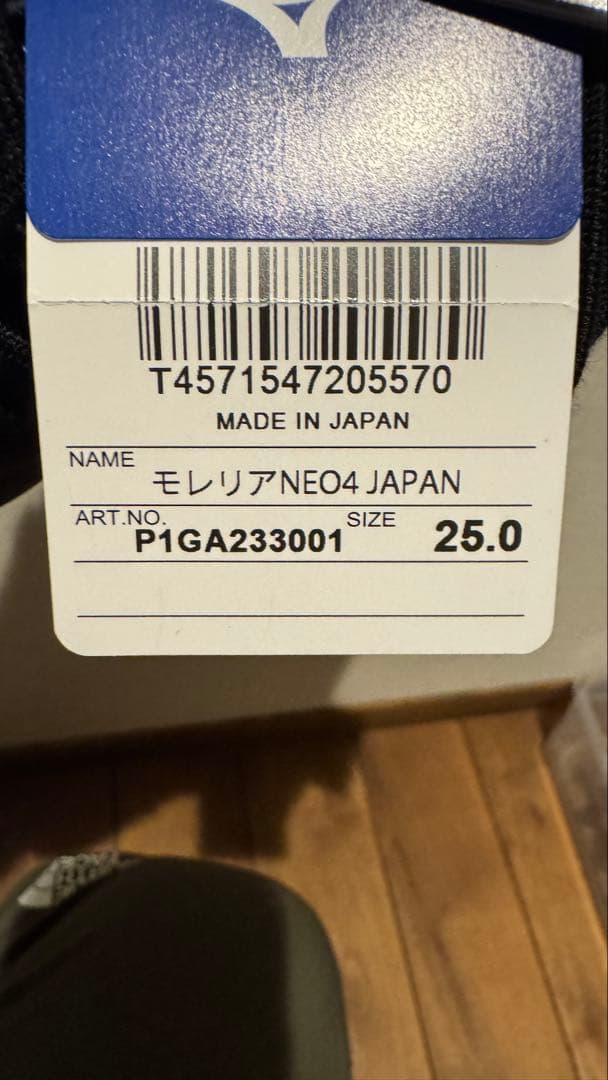 T4571547205570
MADE IN JAPAN
NAME
モレリアNEO4 JAPAN
ART.NO. SIZE
P1GA233001 25.0